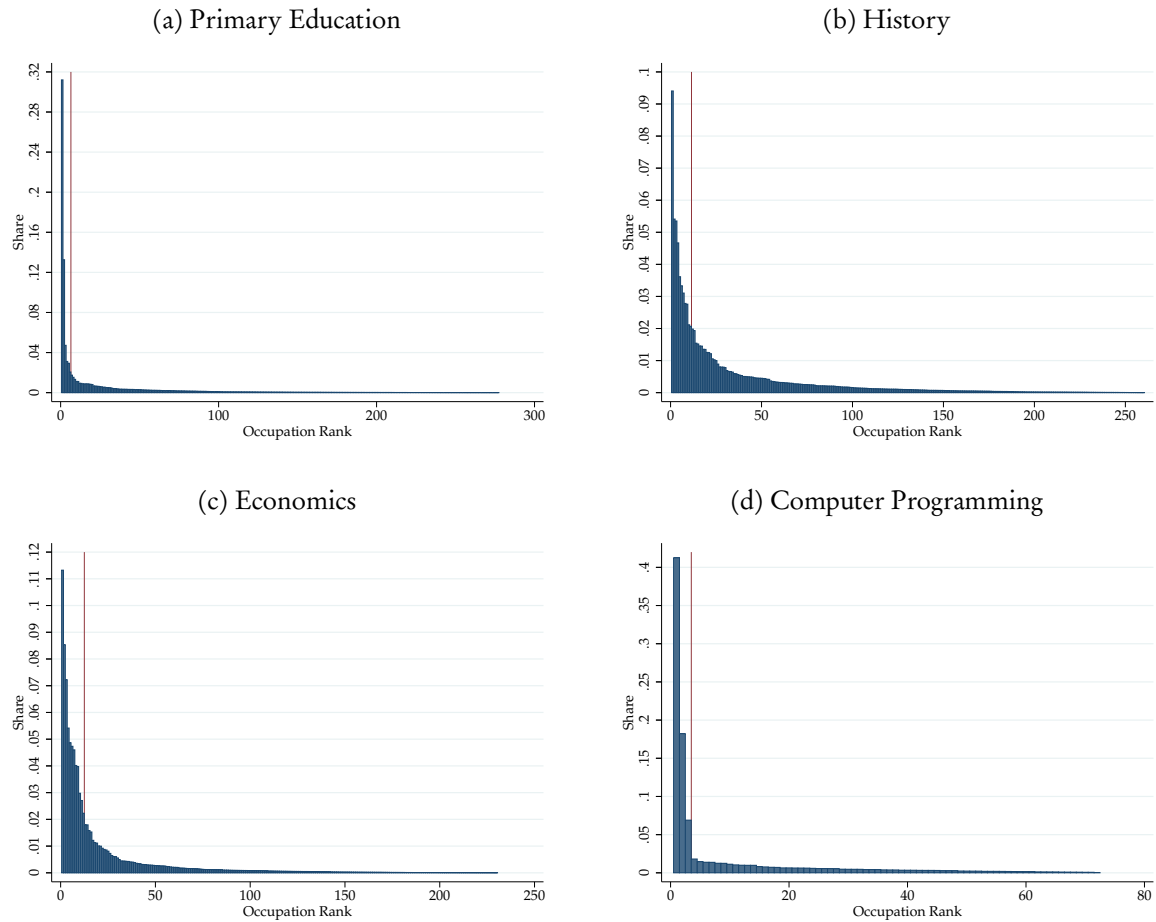 (a) Primary Education
Share
.32
.28
.24
.2
.16
.12
.08
.04
0
0 100 200 300
Occupation Rank
(b) History
Share
.1
.09
.08
.07
.06
.05
.04
.03
.02
.01
0
0 50 100 150 200 250
Occupation Rank
(c) Economics
Share
.12
.11
.1
.09
.08
.07
.06
.05
.04
.03
.02
.01
0
0 50 100 150 200 250
Occupation Rank
(d) Computer Programming
Share
.4
.35
.3
.25
.2
.15
.1
.05
0
0 20 40 60 80
Occupation Rank